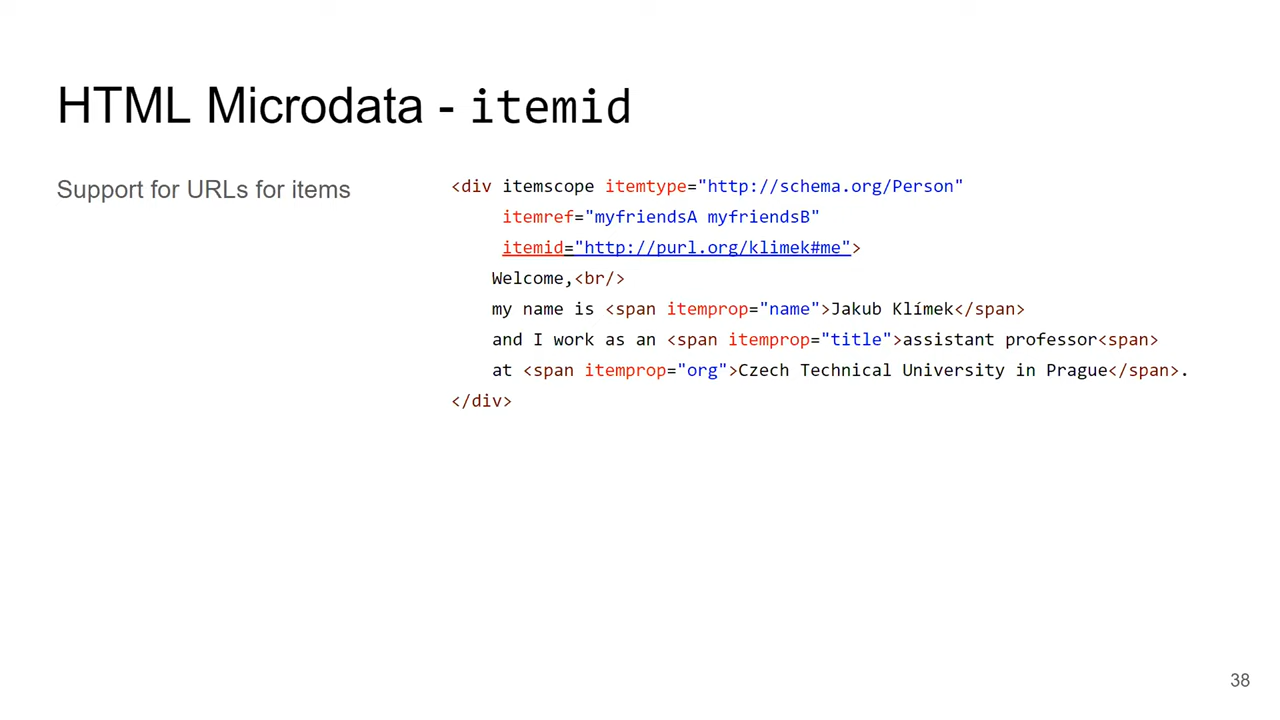 HTML Microdata - itemid
Support for URLs for items
<div itemscope itemtype="http://schema.org/Person"
itemref="myfriendsA myfriendsB"
itemid="http://purl.org/klimek#me">
Welcome,<br/>
my name is <span itemprop="name">Jakub Klímek</span>
and I work as an <span itemprop="title">assistant professor<span>
at <span itemprop="org">Czech Technical University in Prague</span>.
</div>
38